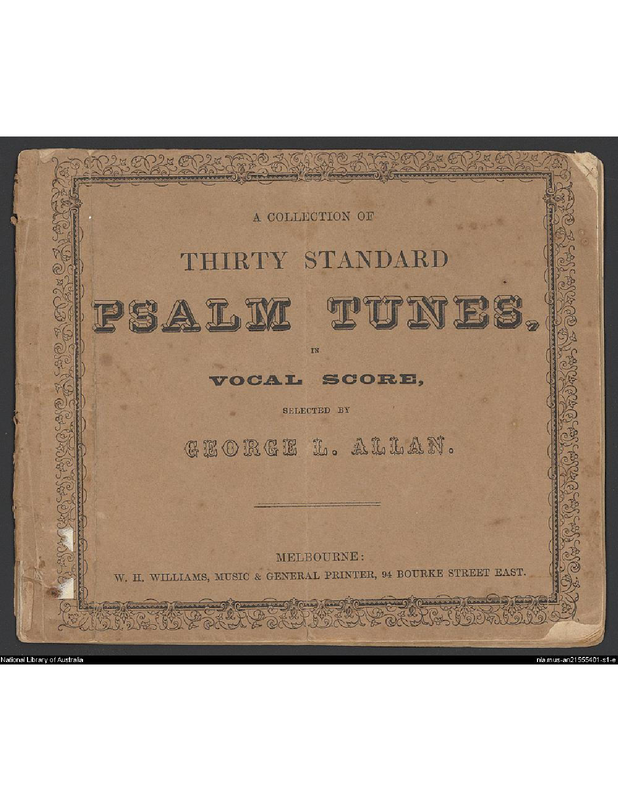 A COLLECTION OF
THIRTY STANDARD
PSALM TUNES,
IN
VOCAL SCORE,
SELECTED BY
GEORGE L. ALLAN.
MELBOURNE:
W. H. WILLIAMS, MUSIC & GENERAL PRINTER, 94 BOURKE STREET EAST.
National Library of Australia
nla.mus-an21555401-s1-e